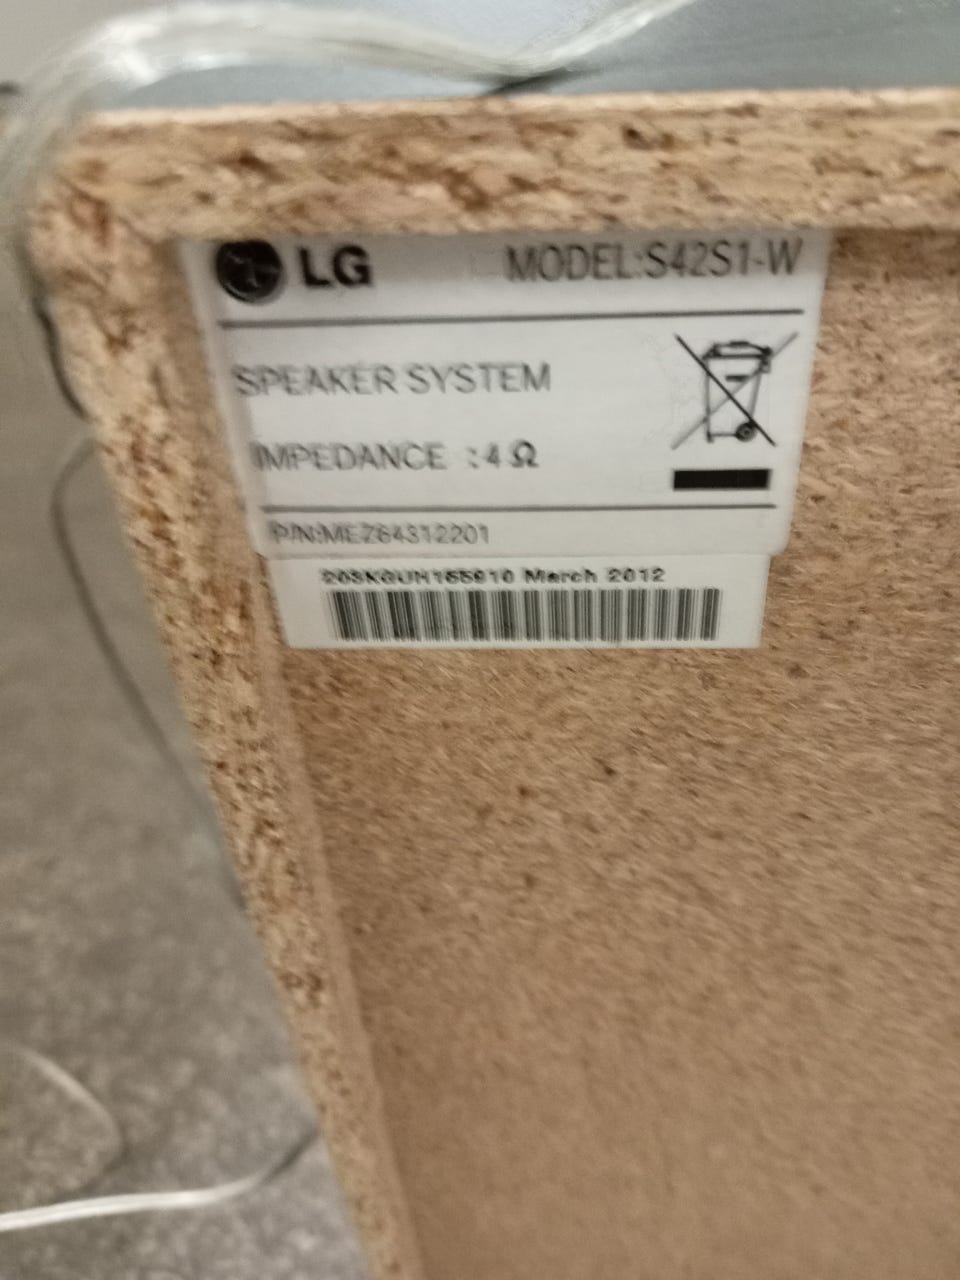 LG MODEL:S42S1-W
SPEAKER SYSTEM
IMPEDANCE : 4 Ω
P/N:MEZ64312201
March 2012